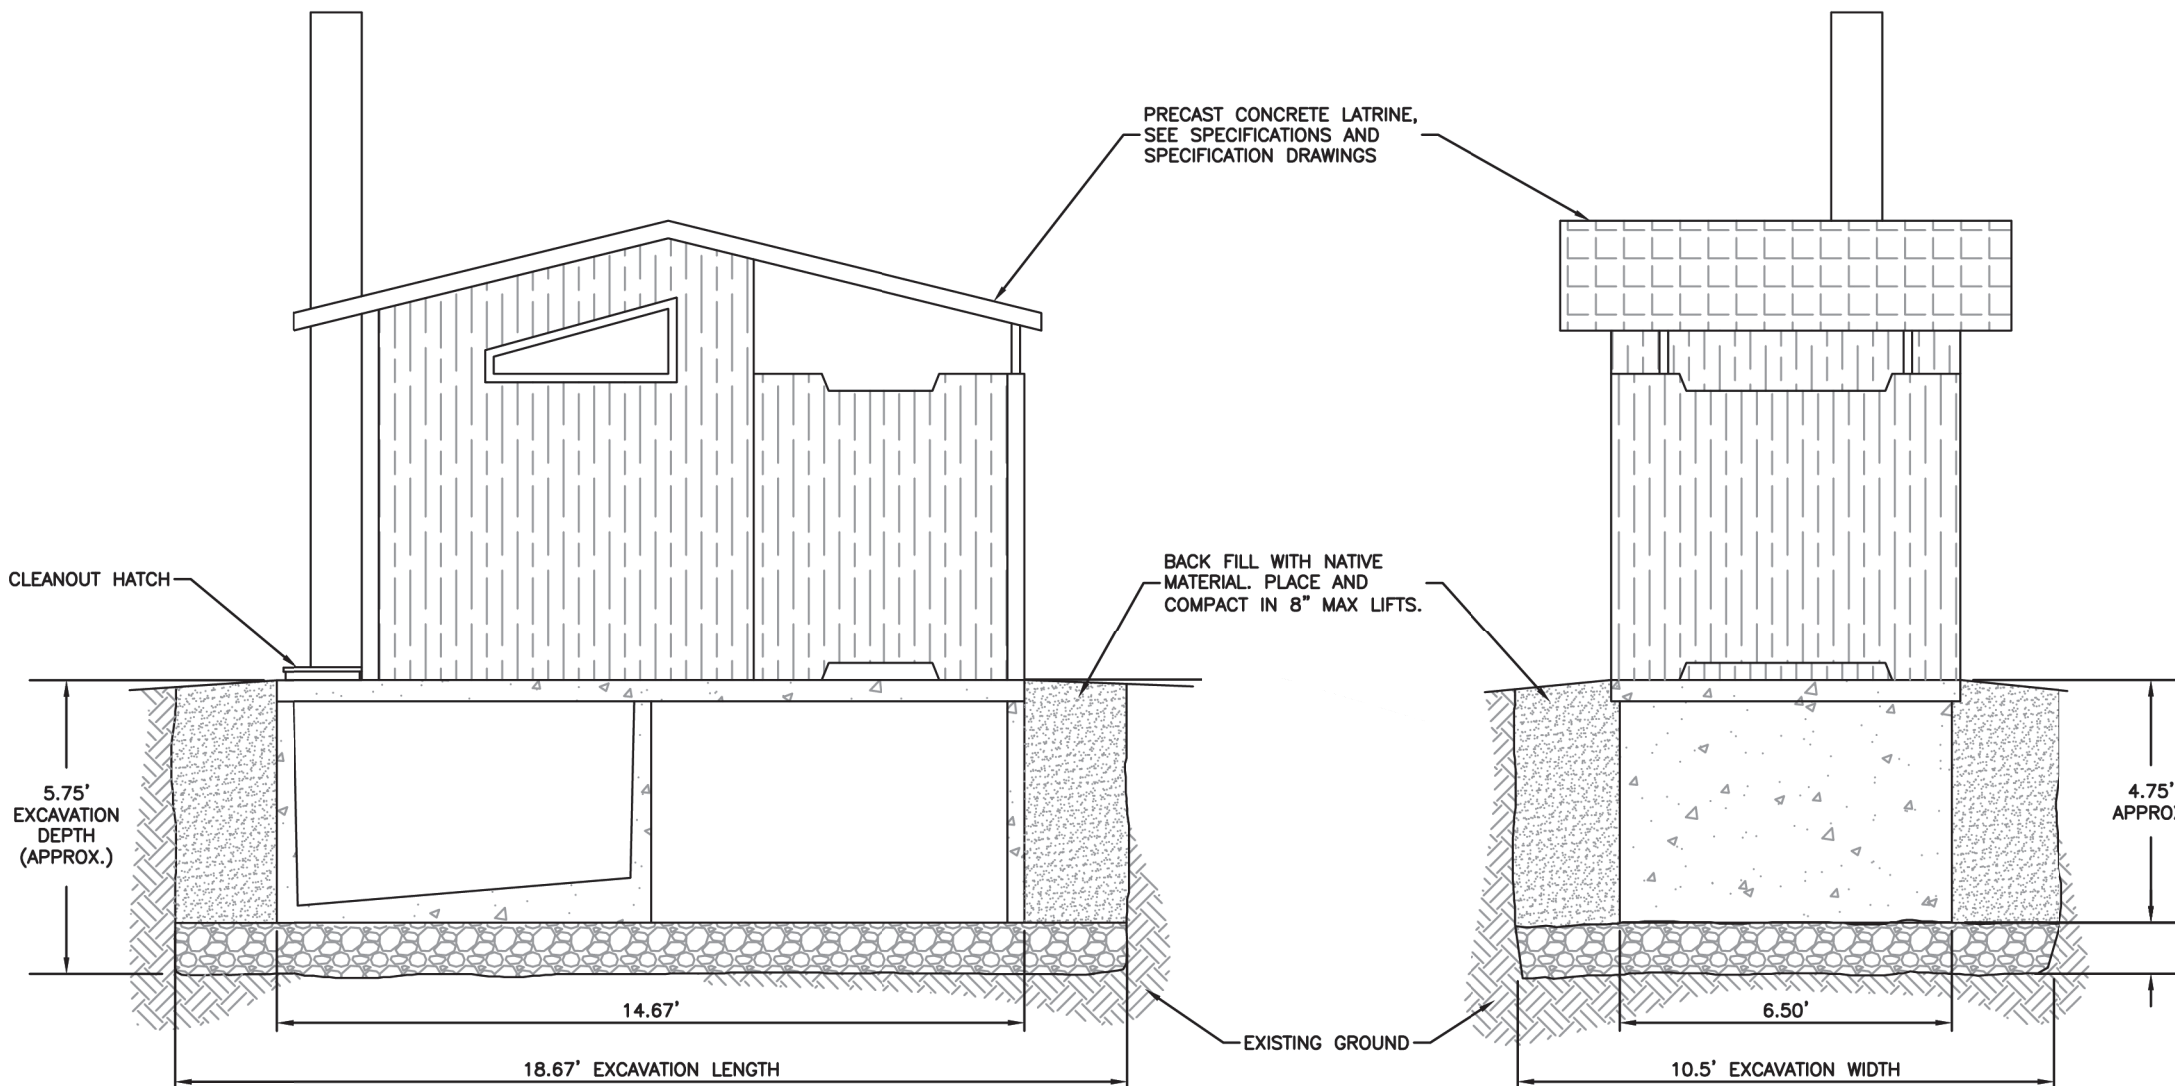 PRECAST CONCRETE LATRINE,
SEE SPECIFICATIONS AND
SPECIFICATION DRAWINGS
CLEANOUT HATCH
BACK FILL WITH NATIVE
MATERIAL. PLACE AND
COMPACT IN 8" MAX LIFTS.
5.75'
EXCAVATION
DEPTH
(APPROX.)
4.75'
14.67'
6.50'
EXISTING GROUND
18.67' EXCAVATION LENGTH
10.5' EXCAVATION WIDTH